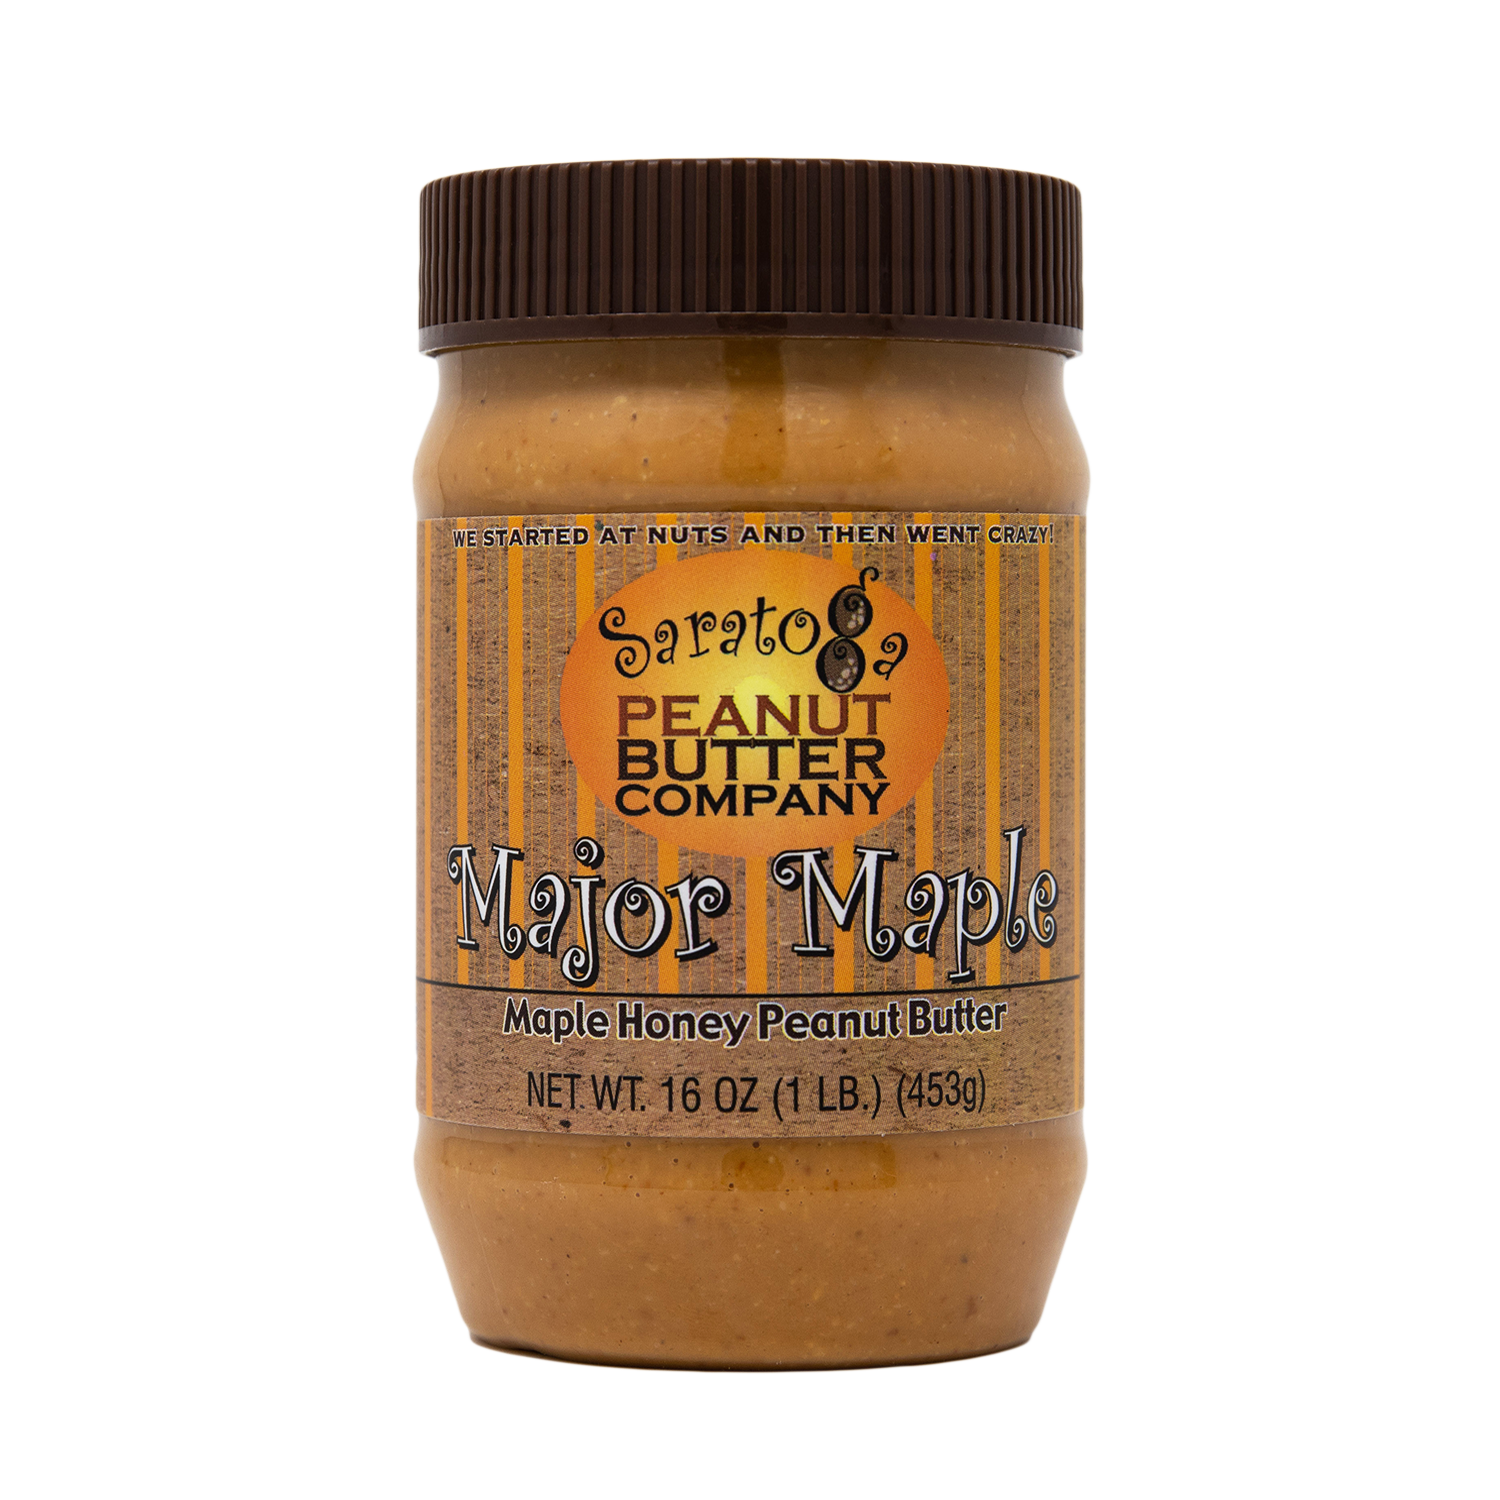 WE STARTED AT NUTS AND THEN WENT CRAZY!
Saratoga
PEANUT
BUTTER
COMPANY
Major Maple
Maple Honey Peanut Butter
NET WT. 16 OZ (1 LB.) (453g)